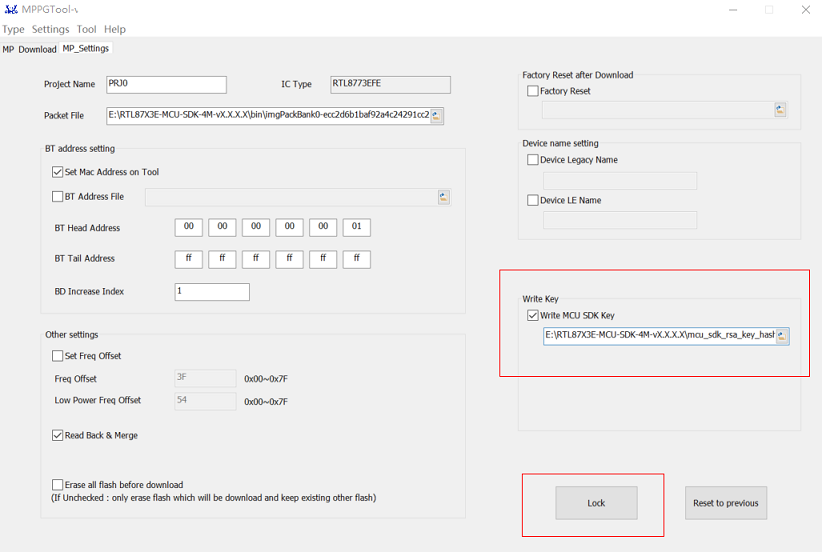 MPPGTool-v
Type Settings Tool Help
MP Download MP_Settings
Project Name PRJ0 IC Type RTL8773EFE
Packet File E:\RTL87X3E-MCU-SDK-4M-vX.X.X.X\bin\imgPackBank0-ecc2d6b1baf92a4c24291cc2
BT address setting
Set Mac Address on Tool
BT Address File
BT Head Address 00 00 00 00 00 01
BT Tail Address ff ff ff ff ff ff
BD Increase Index 1
Other settings
Set Freq Offset
Freq Offset 3F 0x00~0x7F
Low Power Freq Offset 54 0x00~0x7F
Read Back & Merge
Erase all flash before download
(If Unchecked : only erase flash which will be download and keep existing other flash)
Factory Reset after Download
Factory Reset
Device name setting
Device Legacy Name
Device LE Name
Write Key
Write MCU SDK Key
E:\RTL87X3E-MCU-SDK-4M-vX.X.X.X\mcu_sdk_rsa_key_hash
Lock Reset to previous